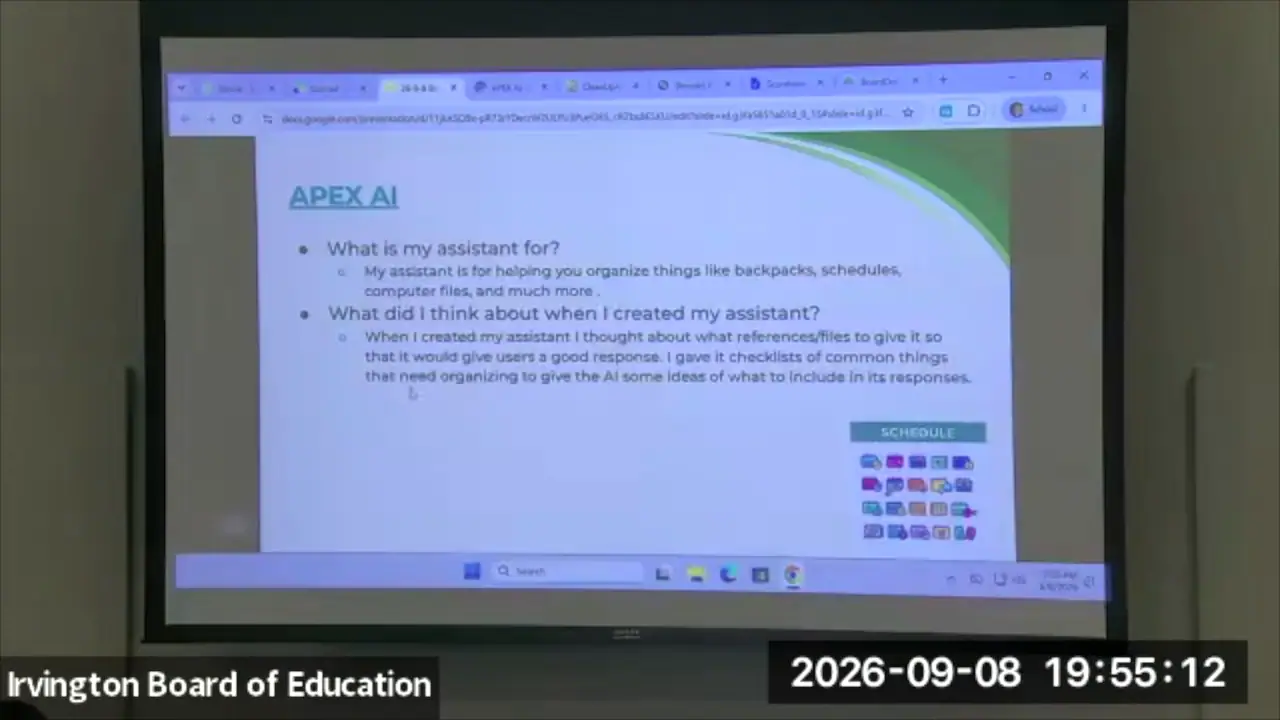 APEX AI
What is my assistant for?
My assistant is for helping you organize things like backpacks, schedules,
computer files, and much more .
What did I think about when I created my assistant?
When I created my assistant I thought about what references/files to give it so
that it would give users a good response. I gave it checklists of common things
that need organizing to give the AI some ideas of what to include in its responses.
SCHEDULE
Search
School
Irvington Board of Education
2026-09-08 19:55:12